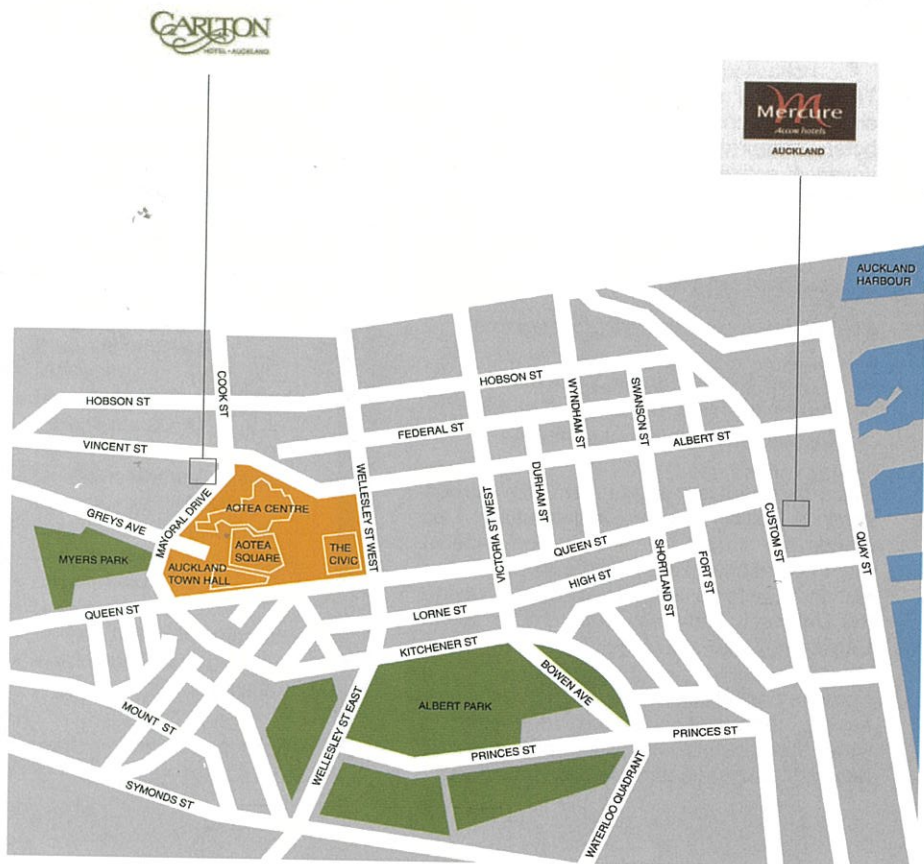 CARLTON
HOTEL • AUCKLAND
Mercure
Accor hotels
AUCKLAND
AUCKLAND
HARBOUR
COOK ST
HOBSON ST
HOBSON ST
VINCENT ST
FEDERAL ST
WYNDHAM ST
SWANSON ST
ALBERT ST
MAYORAL DRIVE
GREYS AVE
AOTEA CENTRE
WELLESLEY ST WEST
VICTORIA ST WEST
DURHAM ST
CUSTOM ST
QUAY ST
MYERS PARK
AUCKLAND
TOWN HALL
AOTEA
SQUARE
THE
CIVIC
QUEEN ST
QUEEN ST
HIGH ST
SHORTLAND ST
FORT ST
LORNE ST
KITCHENER ST
BOWEN AVE
ALBERT PARK
MOUNT ST
WELLESLEY ST EAST
PRINCES ST
PRINCES ST
SYMONDS ST
WATERLOO QUADRANT